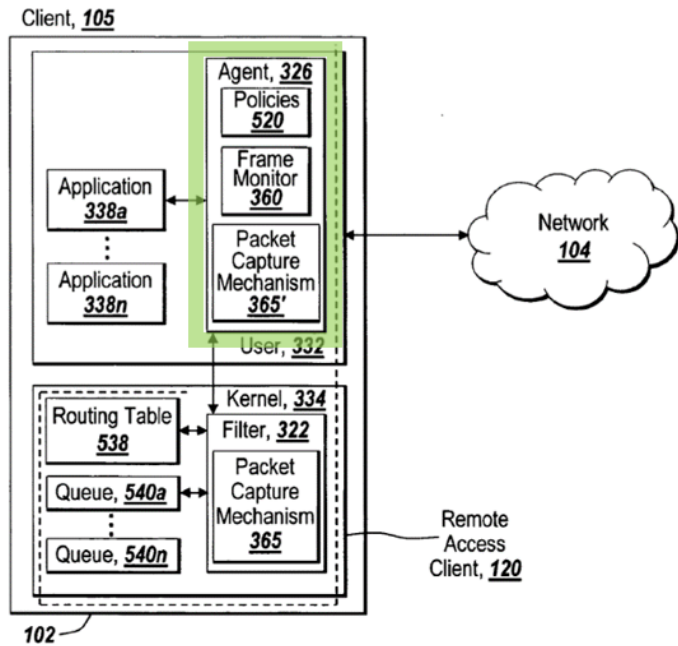 Client, 105
Agent, 326
Policies
520
Frame
Monitor
360
Packet
Capture
Mechanism
365'
Application
338a
Application
338n
User, 332
Network
104
Kernel, 334
Routing Table
538
Queue, 540a
Queue, 540n
Filter, 322
Packet
Capture
Mechanism
365
Remote
Access
Client, 120
102